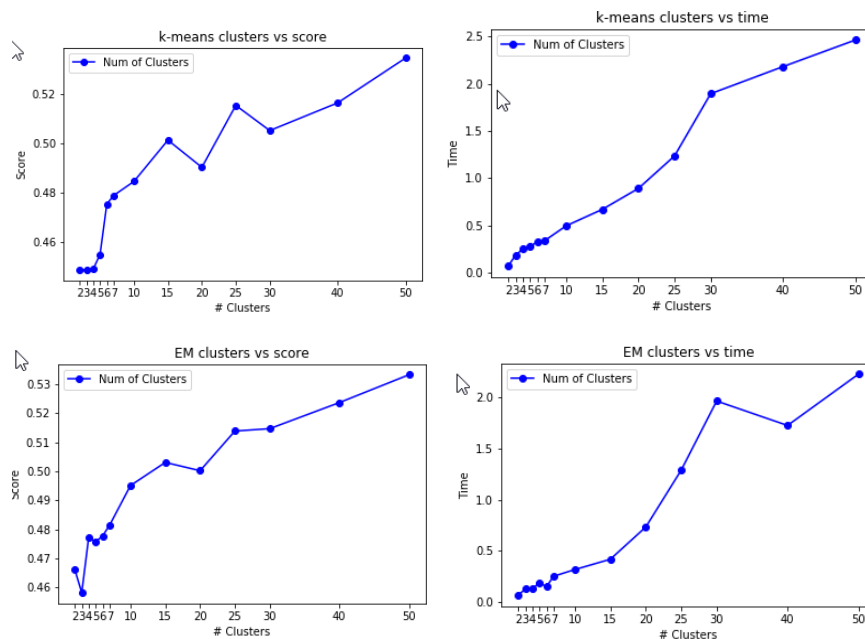 k-means clusters vs score
Num of Clusters
0.52
0.50
0.48
0.46
Score
234567 10 15 20 25 30 40 50
# Clusters
k-means clusters vs time
Num of Clusters
2.5
2.0
1.5
1.0
0.5
0.0
Time
234567 10 15 20 25 30 40 50
# Clusters
EM clusters vs score
Num of Clusters
0.53
0.52
0.51
0.50
0.49
0.48
0.47
0.46
Score
234567 10 15 20 25 30 40 50
# Clusters
EM clusters vs time
Num of Clusters
2.0
1.5
1.0
0.5
0.0
Time
234567 10 15 20 25 30 40 50
# Clusters